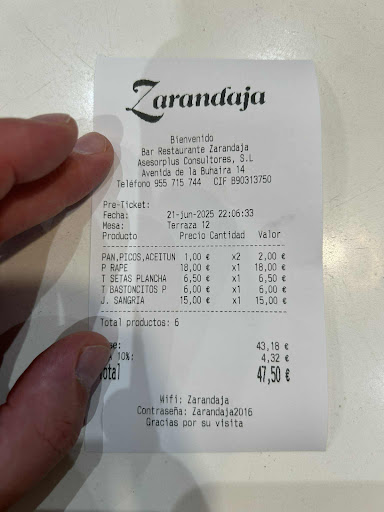 Zarandaja
Bienvenido
Bar Restaurante Zarandaja
Asesorplus Consultores, S.L
Avenida de la Buhaira 14
Teléfono 955 715 744 CIF B90313750
Pre-Ticket:
Fecha: 21-jun-2025 22:06:33
Mesa: Terraza 12
Producto Precio Cantidad Valor
PAN,PICOS,ACEITUN 1,00 € x2 2,00 €
P RAPE 18,00 € x1 18,00 €
T SETAS PLANCHA 6,50 € x1 6,50 €
T BASTONCITOS P 6,00 € x1 6,00 €
J. SANGRIA 15,00 € x1 15,00 €
Total productos: 6
43,18 €
10%: 4,32 €
47,50 €
Wifi: Zarandaja
Contraseña: Zarandaja2016
Gracias por su visita